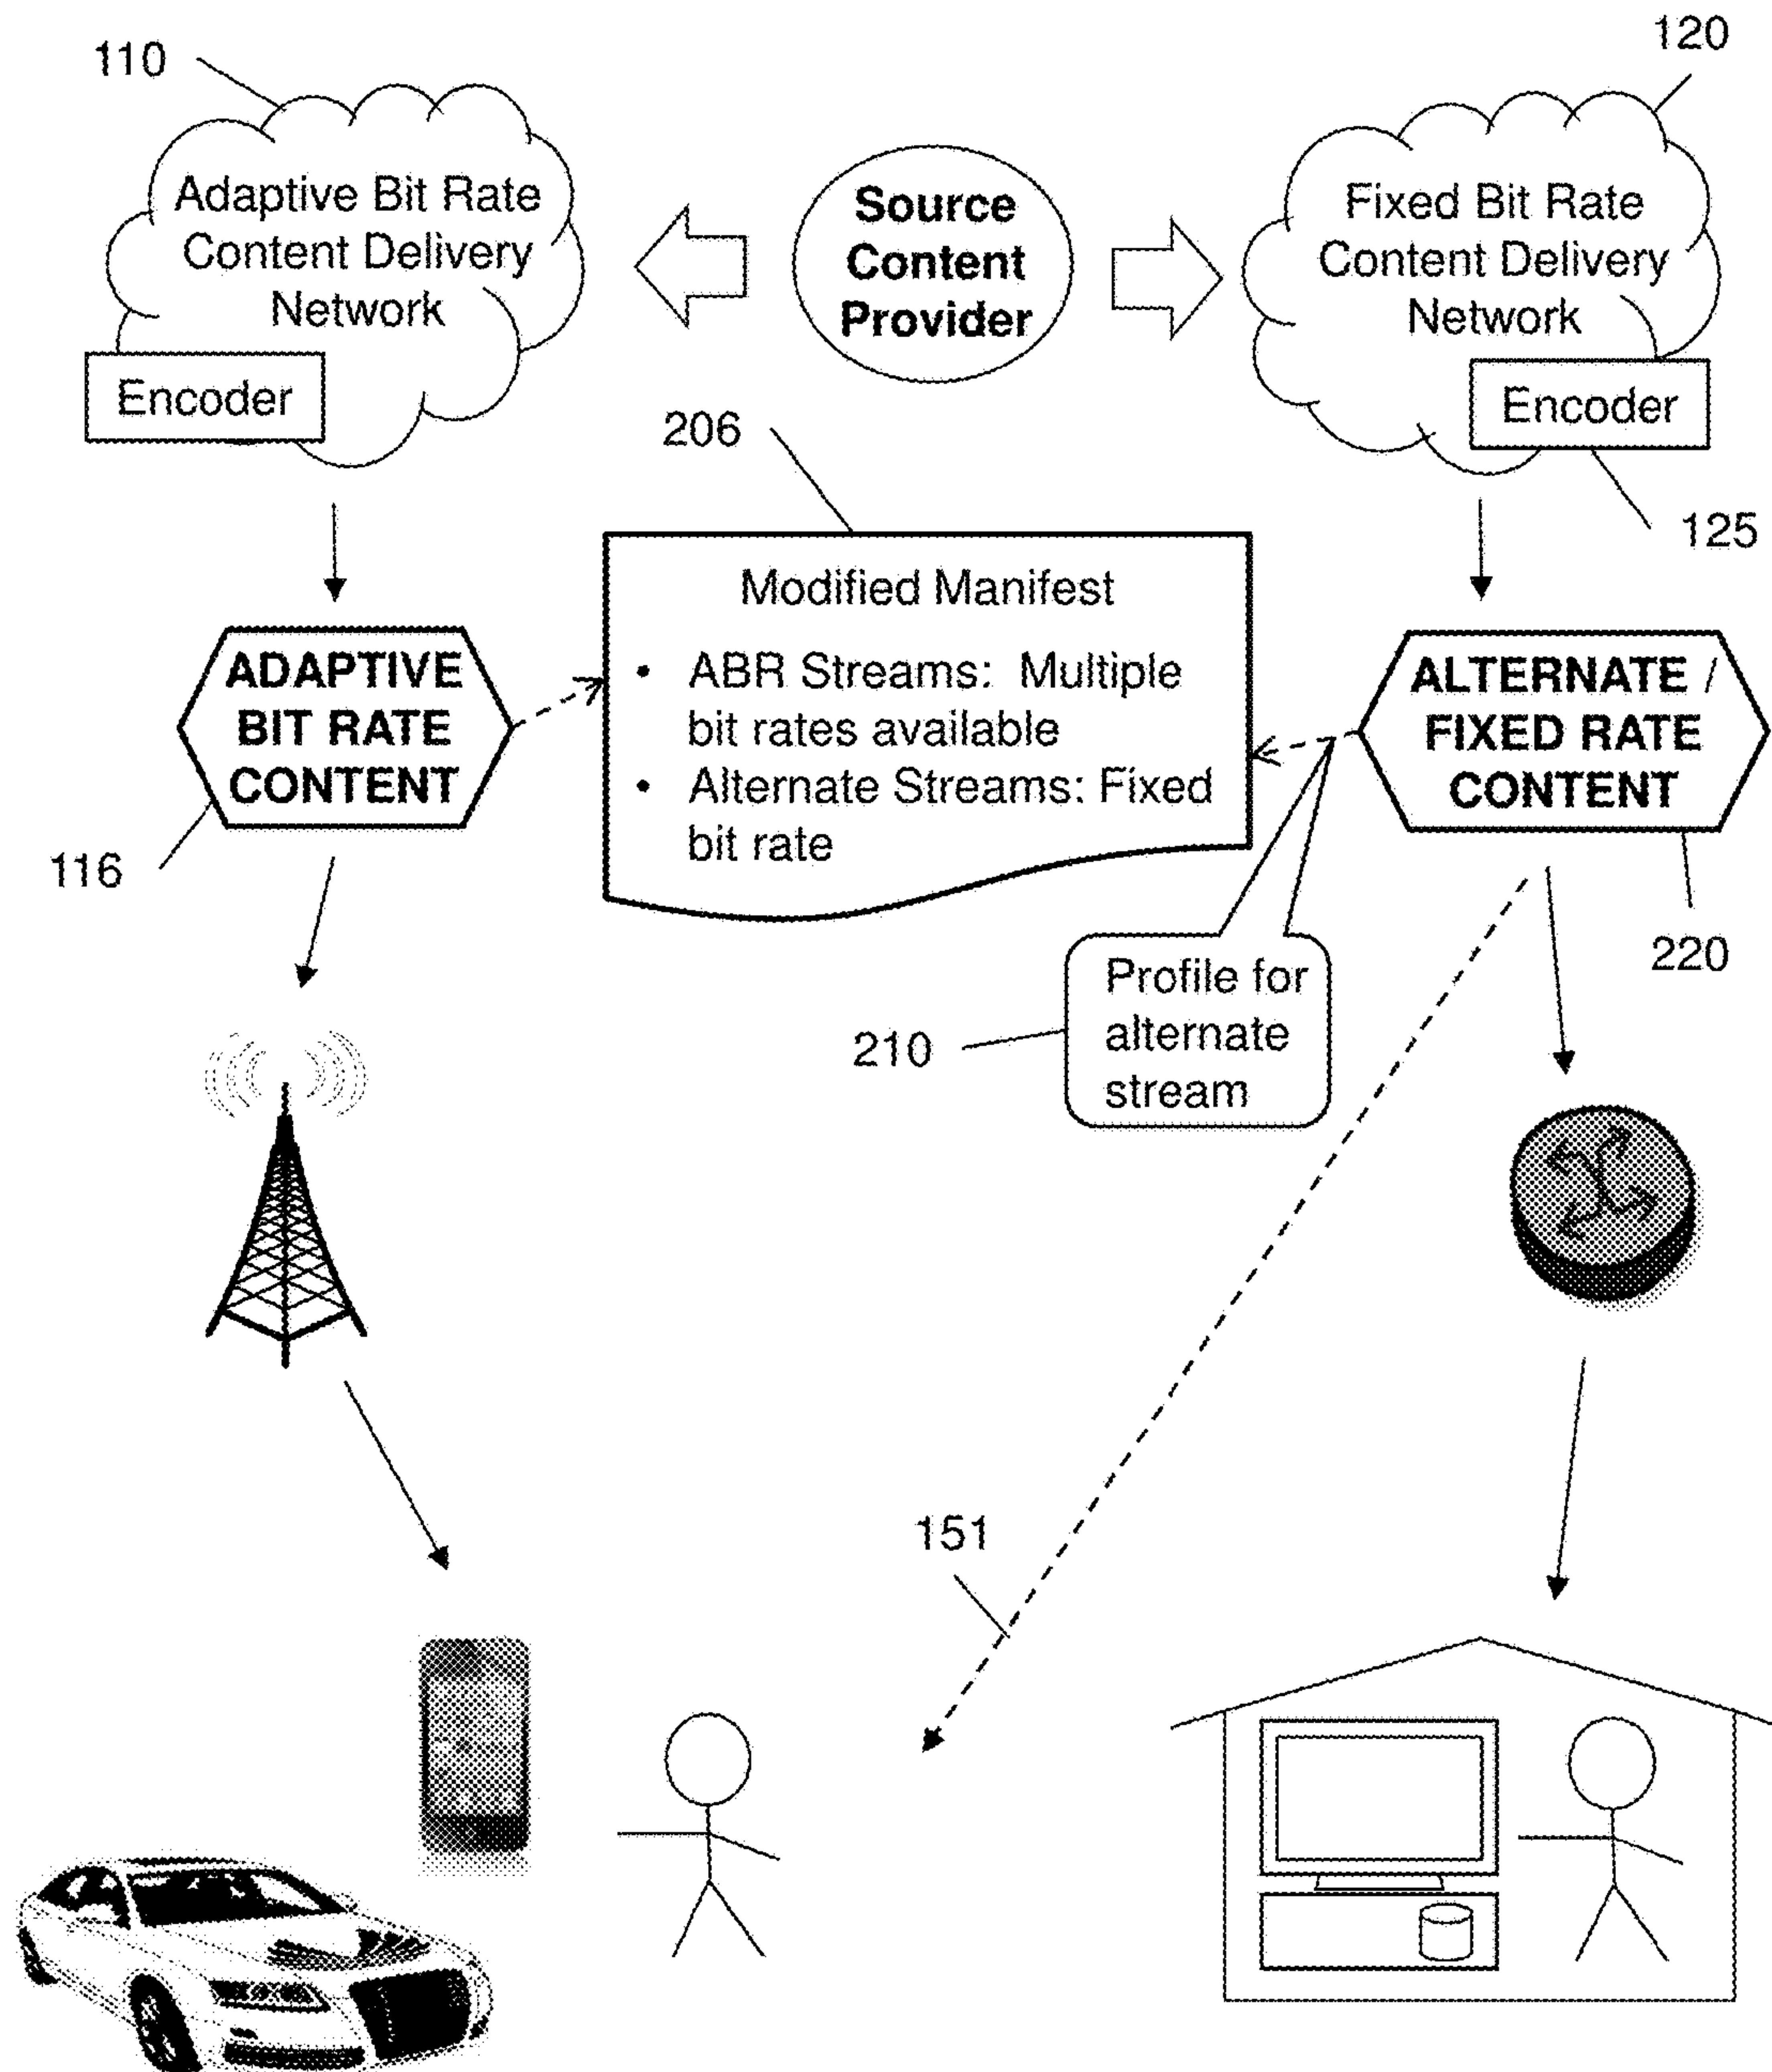 110
120
Adaptive Bit Rate
Content Delivery
Network
Encoder
Source
Content
Provider
Fixed Bit Rate
Content Delivery
Network
Encoder
125
206
Modified Manifest
• ABR Streams: Multiple
bit rates available
• Alternate Streams: Fixed
bit rate
ADAPTIVE
BIT RATE
CONTENT
116
ALTERNATE /
FIXED RATE
CONTENT
220
210
Profile for
alternate
stream
151